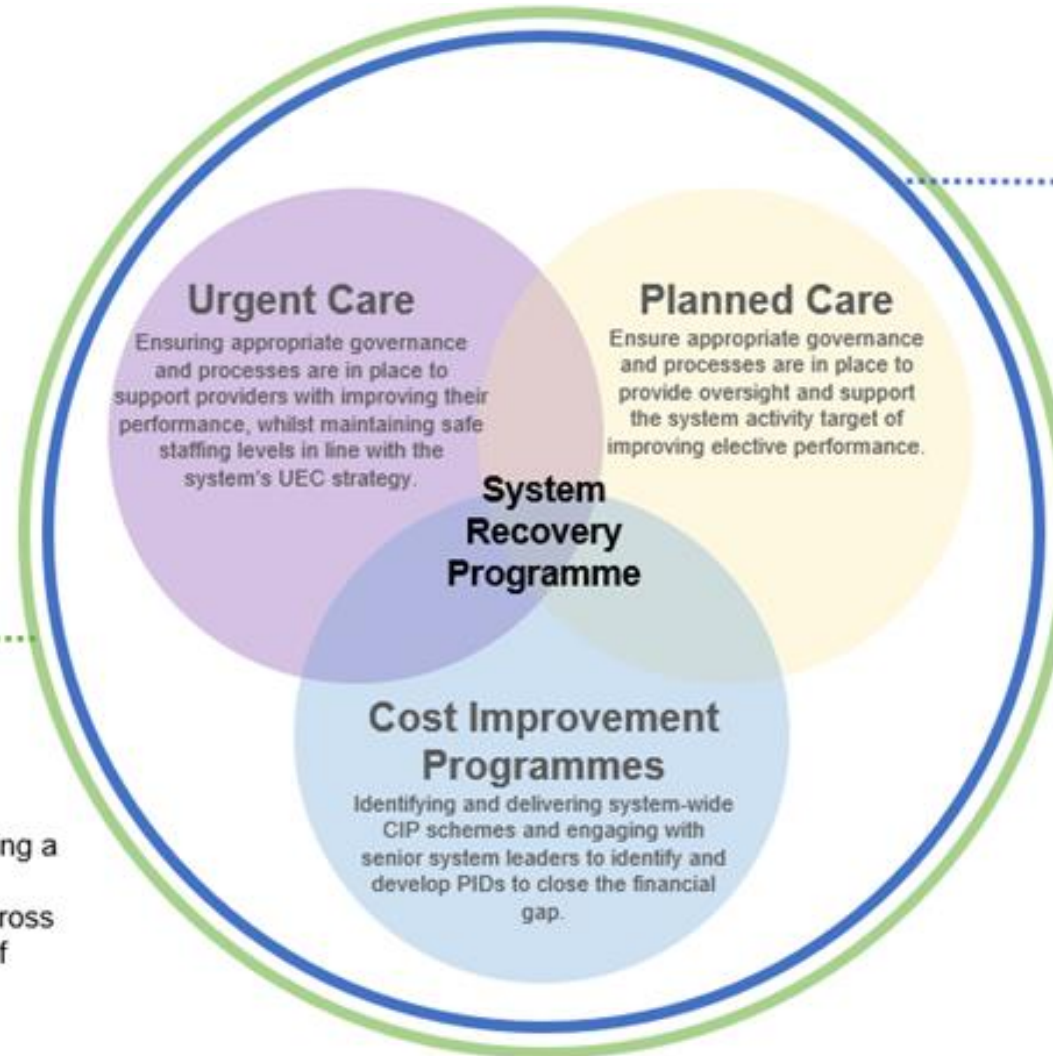 Urgent Care
Ensuring appropriate governance
and processes are in place to
support providers with improving their
performance, whilst maintaining safe
staffing levels in line with the
system's UEC strategy.
Planned Care
Ensure appropriate governance
and processes are in place to
provide oversight and support
the system activity target of
improving elective performance.
System
Recovery
Programme
Cost Improvement
Programmes
Identifying and delivering system-wide
CIP schemes and engaging with
senior system leaders to identify and
develop PIDs to close the financial
gap.
ng a
ross
f